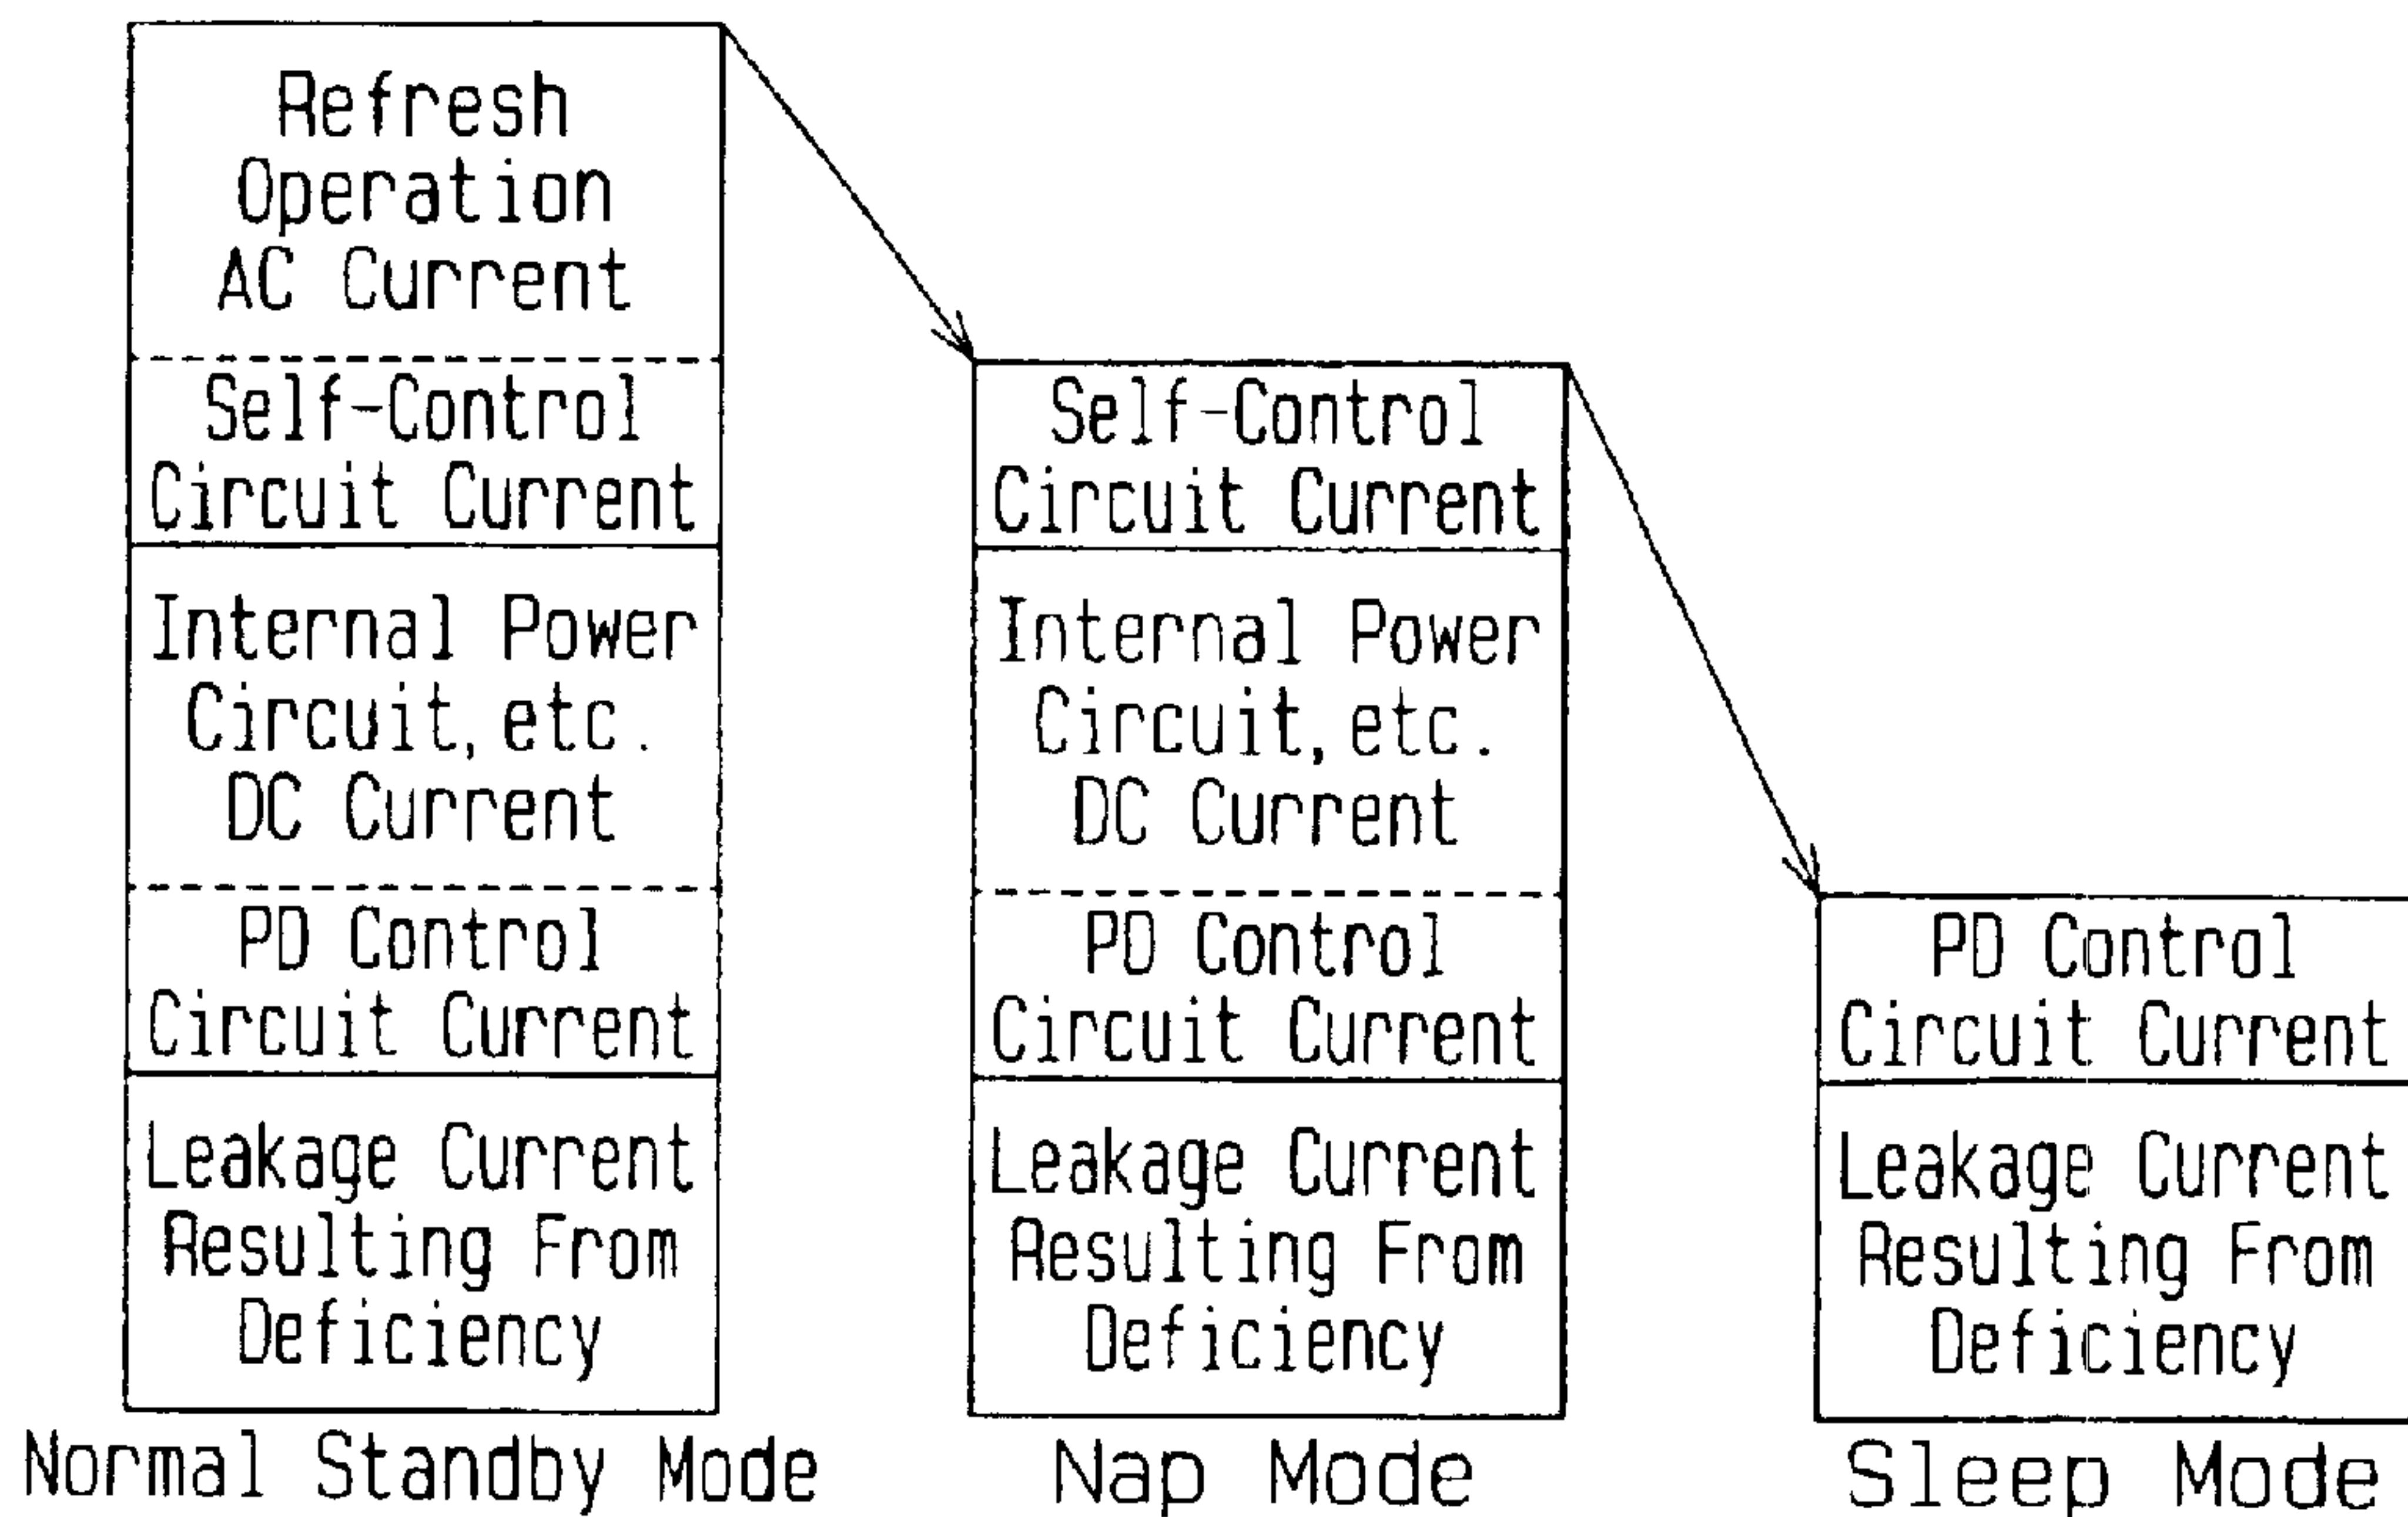 Refresh
Operation
AC Current
Self-Control
Circuit Current
Internal Power
Circuit, etc.
DC Current
PD Control
Circuit Current
Leakage Current
Resulting From
Deficiency
Normal Standby Mode
Self-Control
Circuit Current
Internal Power
Circuit, etc.
DC Current
PD Control
Circuit Current
Leakage Current
Resulting From
Deficiency
Nap Mode
PD Control
Circuit Current
Leakage Current
Resulting From
Deficiency
Sleep Mode